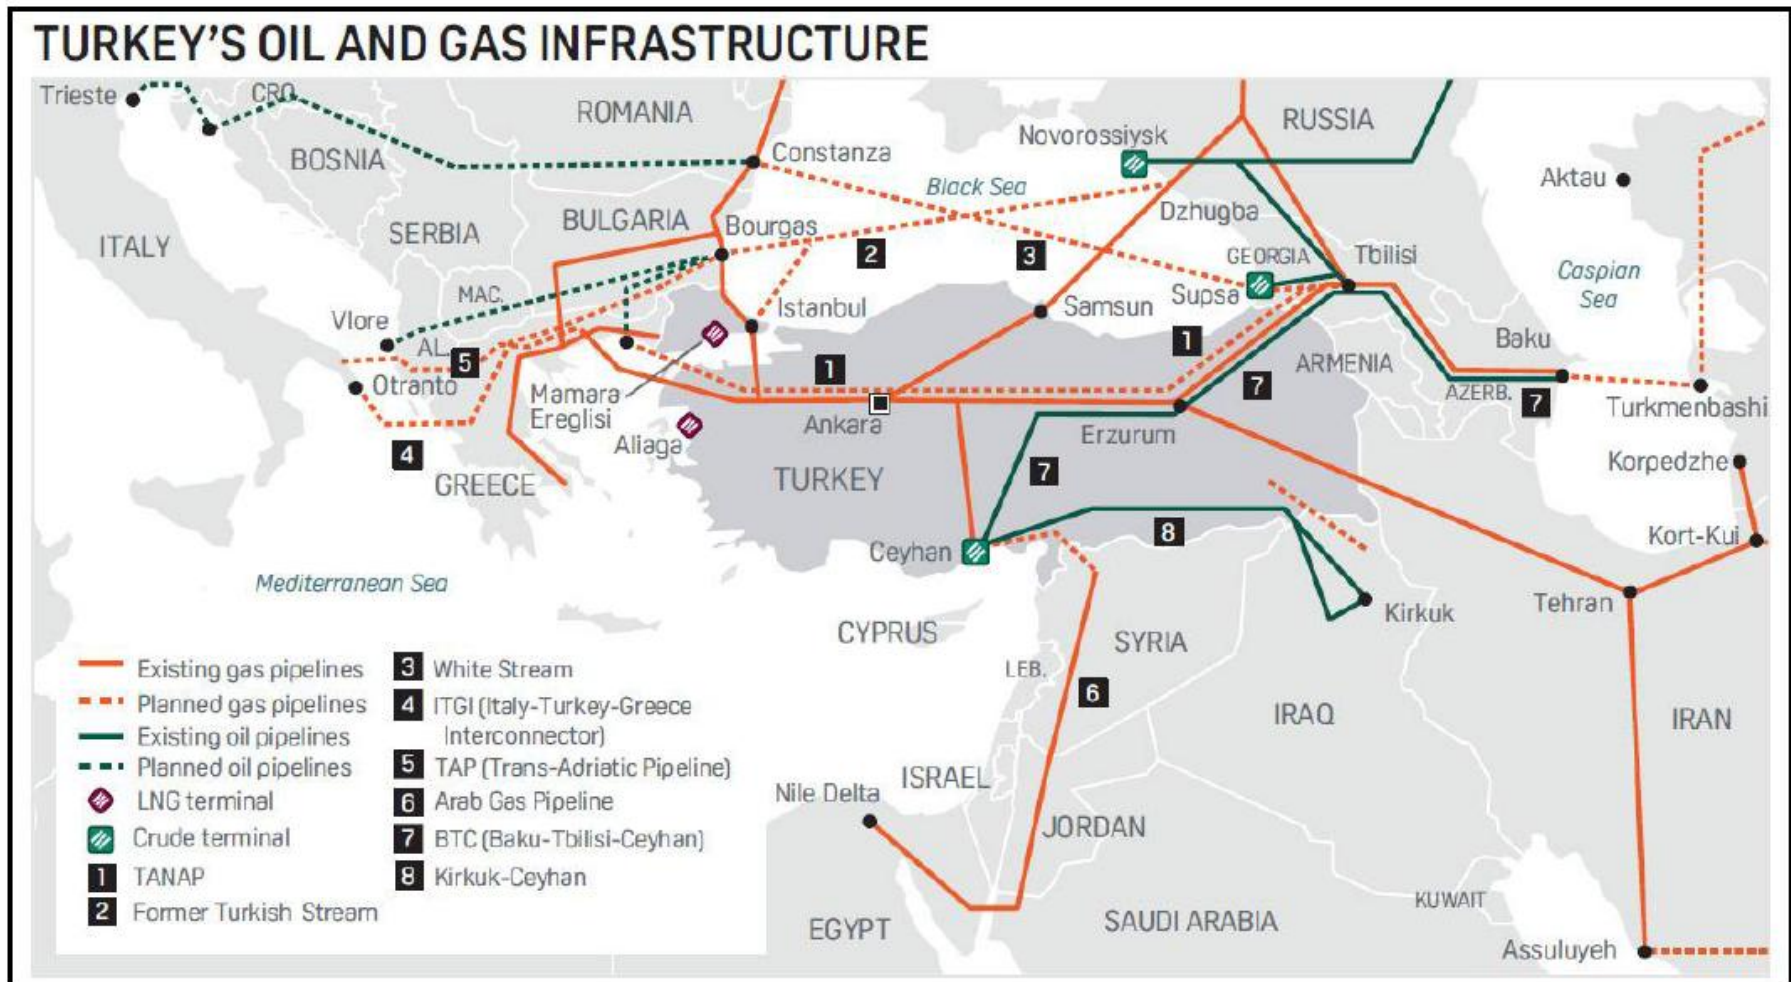 TURKEY'S OIL AND GAS INFRASTRUCTURE
Trieste
CRO.
ROMANIA
RUSSIA
Novorossiysk
Constanza
BOSNIA
Black Sea
Aktau
Dzhugba
BULGARIA
Bourgas
SERBIA
ITALY
2
3
GEORGIA
Tbilisi
Caspian
Sea
MAC.
Supsa
Istanbul
Samsun
Vlore
1
Baku
AL.
5
1
ARMENIA
Otranto
Mamara
Ereglisi
7
AZERB.
7
Turkmenbashi
Ankara
Erzurum
Aliaga
4
Korpedzhe
GREECE
TURKEY
7
8
Kort-Kui
Ceyhan
Mediterranean Sea
Tehran
Kirkuk
CYPRUS
SYRIA
LEB.
6
IRAQ
IRAN
ISRAEL
Nile Delta
JORDAN
KUWAIT
EGYPT
SAUDI ARABIA
Assuluyeh
Existing gas pipelines
Planned gas pipelines
Existing oil pipelines
Planned oil pipelines
LNG terminal
Crude terminal
1 TANAP
2 Former Turkish Stream
3 White Stream
4 ITGI (Italy-Turkey-Greece
Interconnector)
5 TAP (Trans-Adriatic Pipeline)
6 Arab Gas Pipeline
7 BTC (Baku-Tbilisi-Ceyhan)
8 Kirkuk-Ceyhan